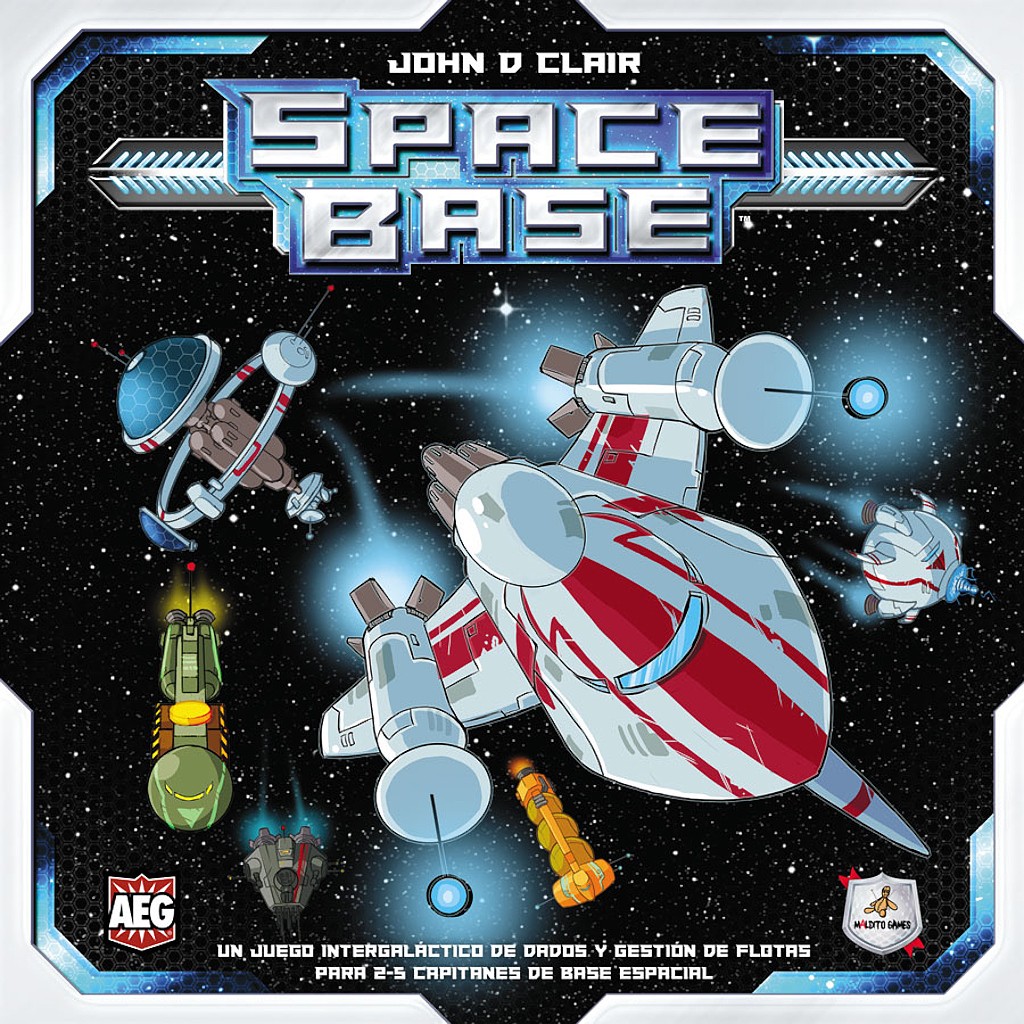 JOHN D CLAIR
SPACE
BASE
TM
AEG
MALDITO GAMES
UN JUEGO INTERGALÁCTICO DE DADOS Y GESTIÓN DE FLOTAS
PARA 2-5 CAPITANES DE BASE ESPACIAL